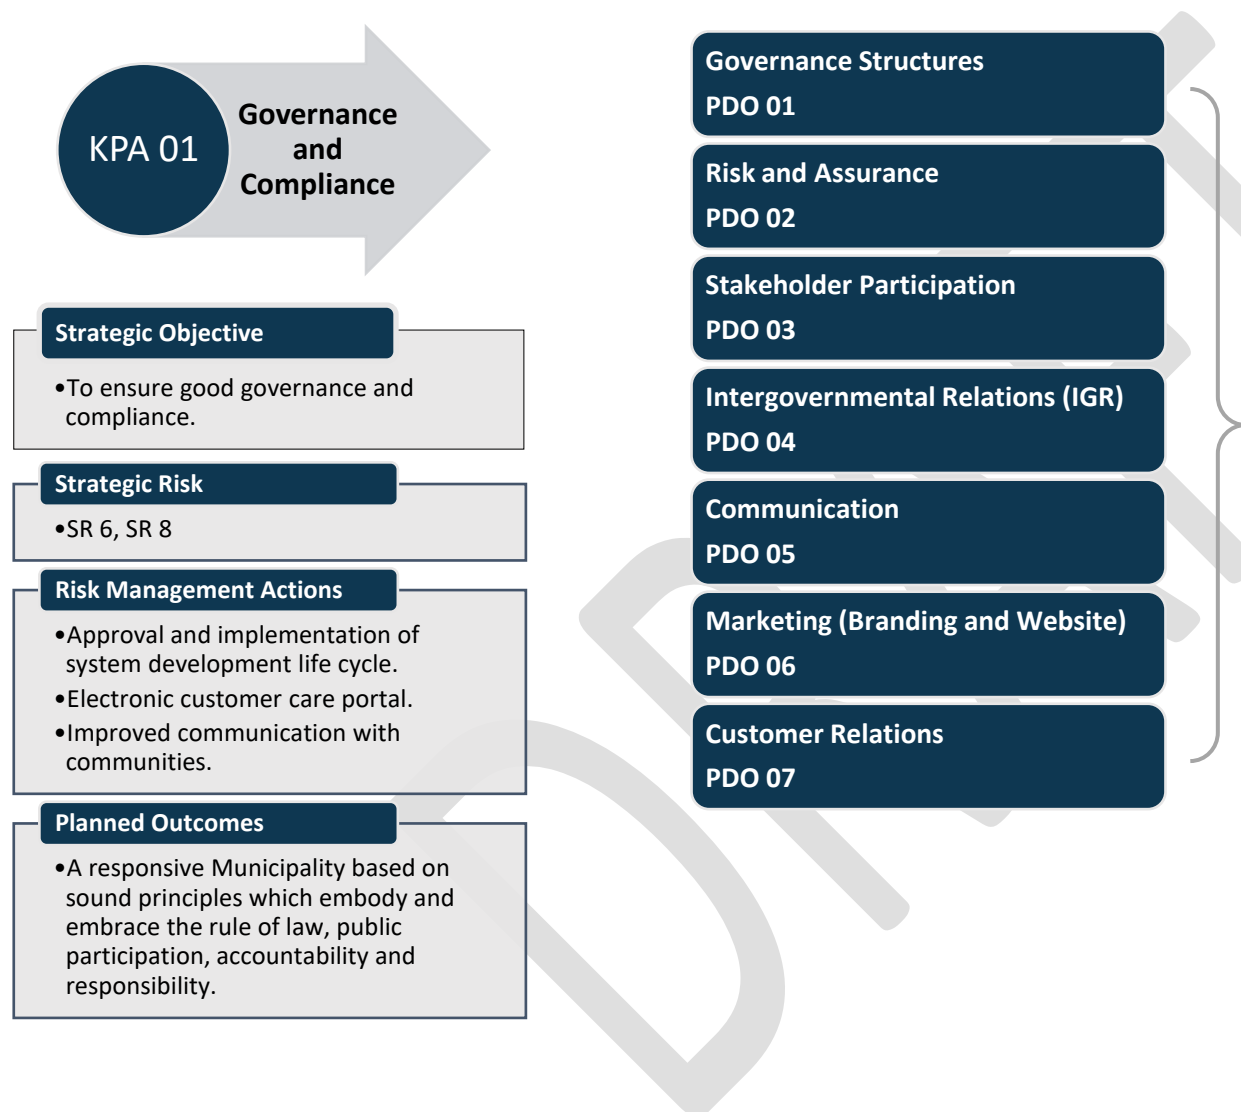 KPA 01
Governance
and
Compliance
Strategic Objective
•To ensure good governance and
compliance.
Strategic Risk
•SR 6, SR 8
Risk Management Actions
•Approval and implementation of
system development life cycle.
•Electronic customer care portal.
•Improved communication with
communities.
Planned Outcomes
•A responsive Municipality based on
sound principles which embody and
embrace the rule of law, public
participation, accountability and
responsibility.
Governance Structures
PDO 01
Risk and Assurance
PDO 02
Stakeholder Participation
PDO 03
Intergovernmental Relations (IGR)
PDO 04
Communication
PDO 05
Marketing (Branding and Website)
PDO 06
Customer Relations
PDO 07
DRAFT